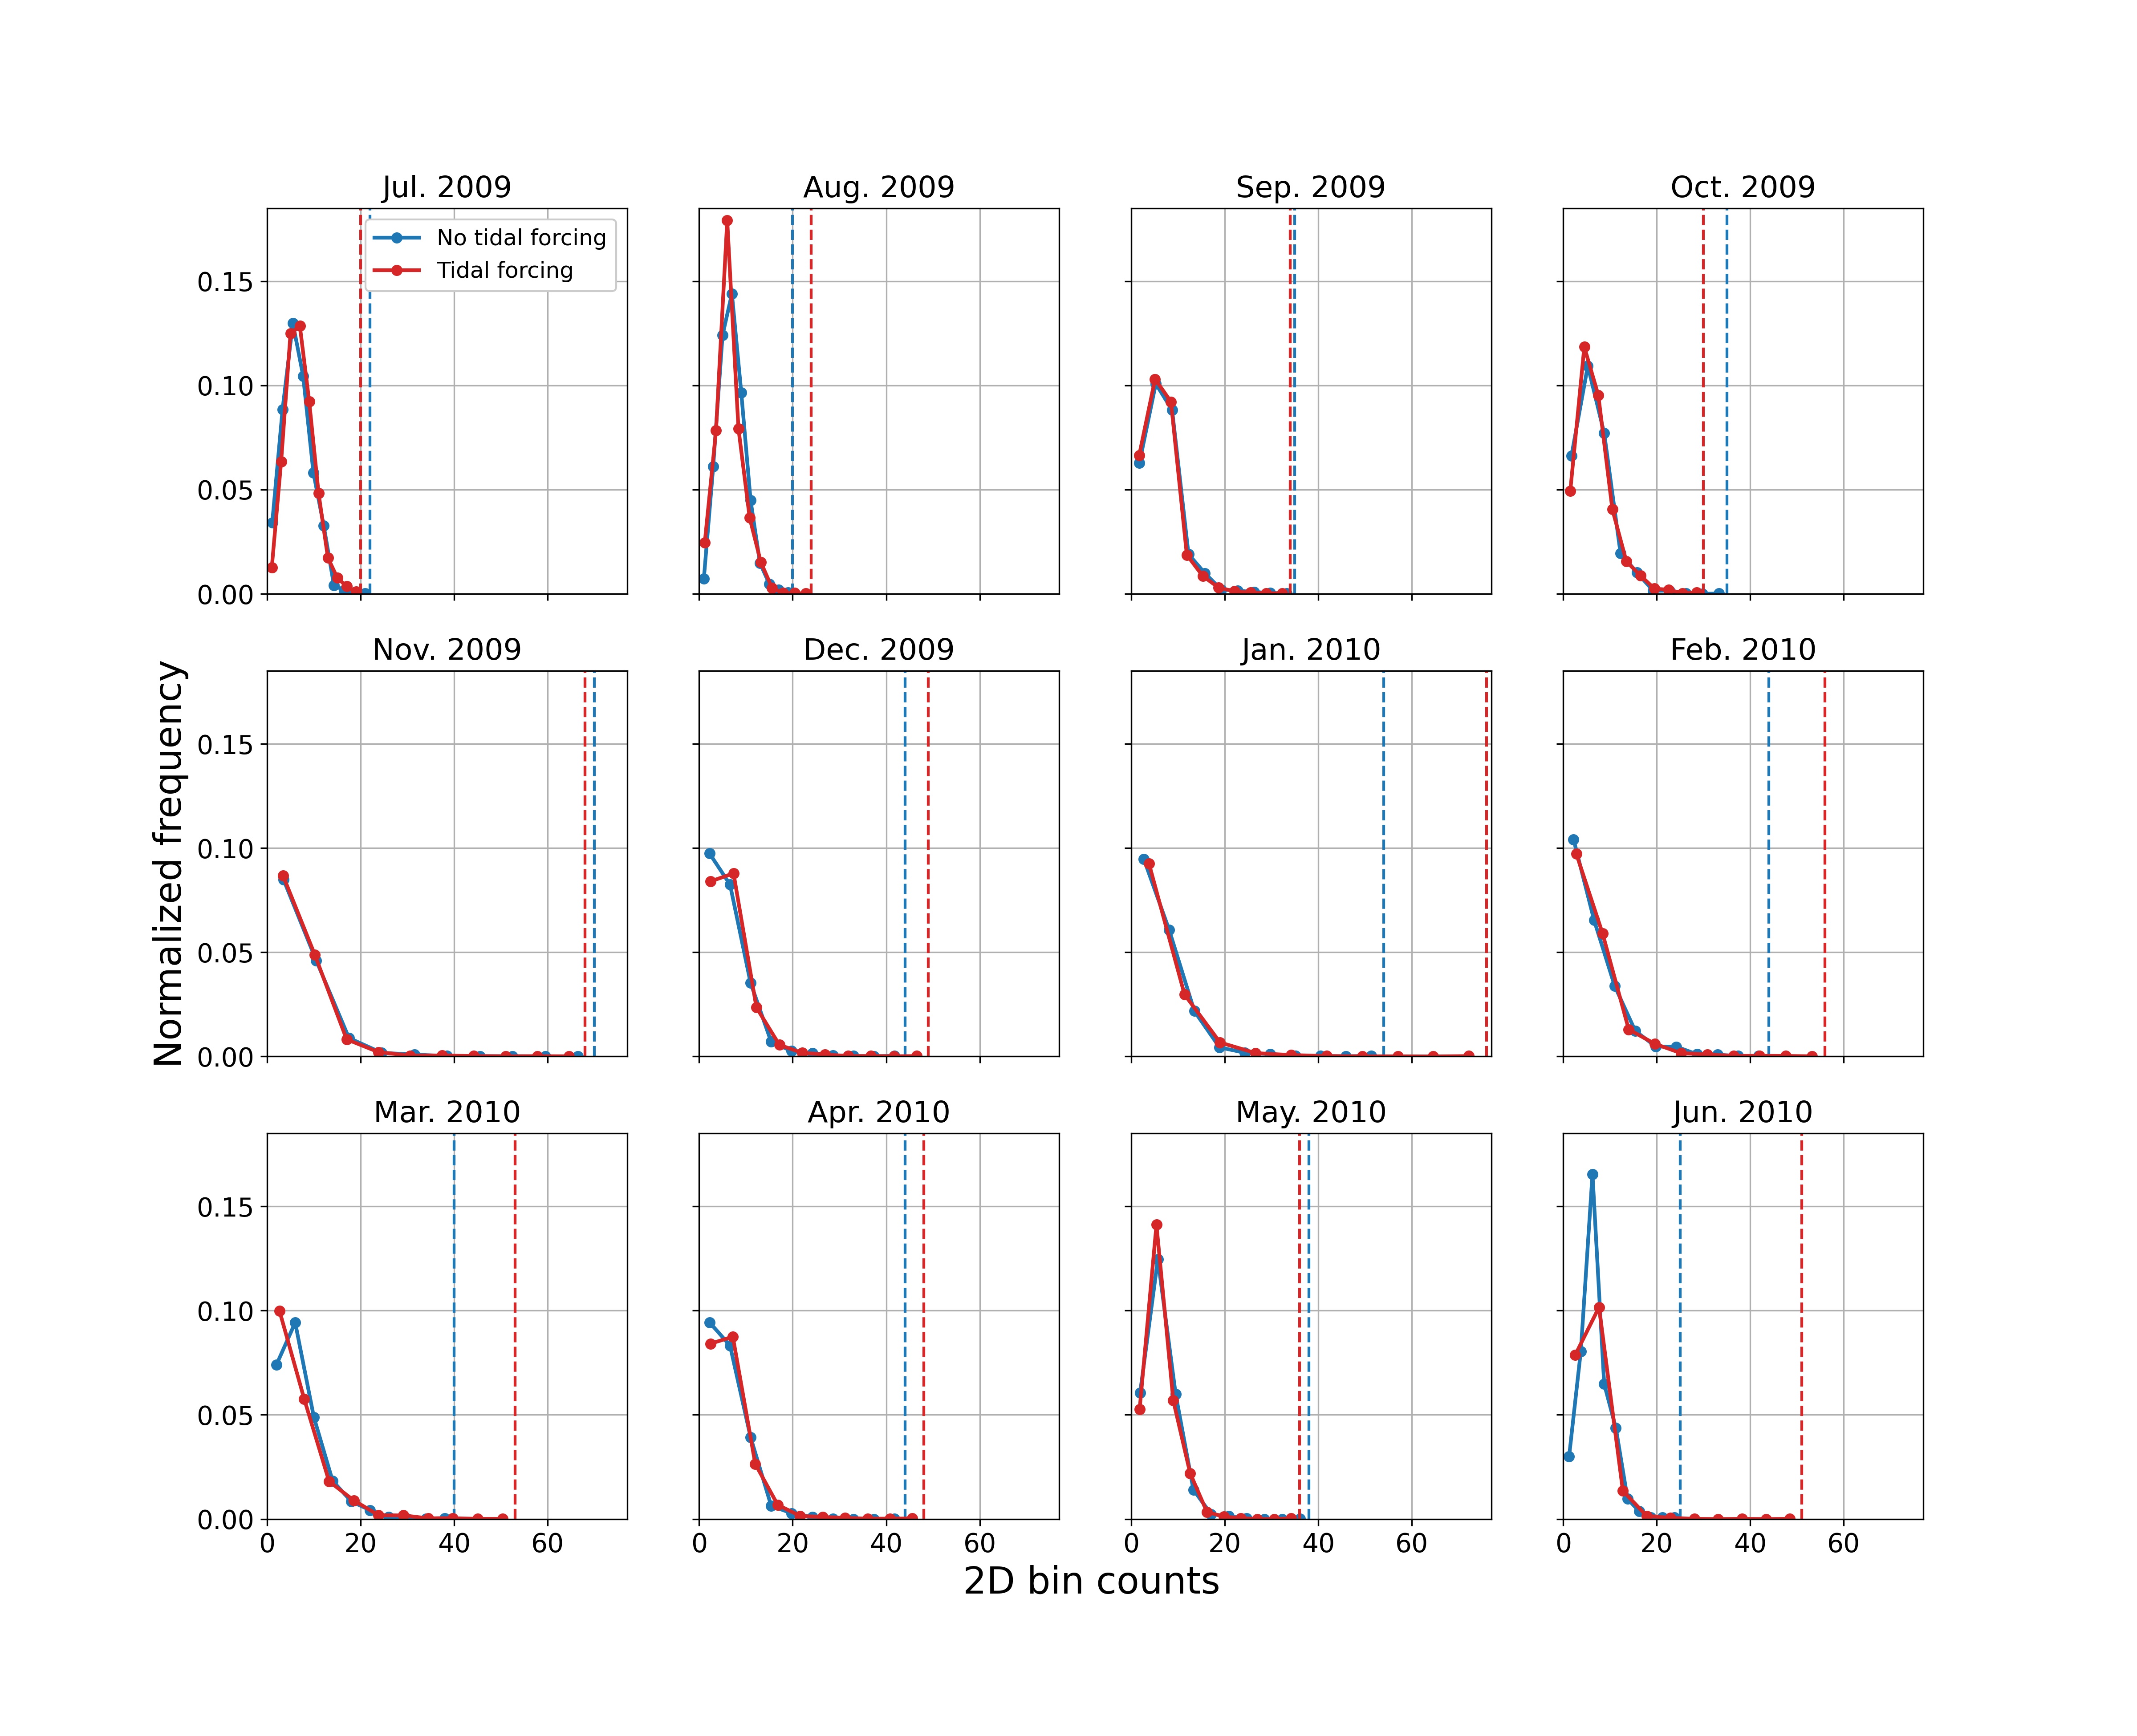 Jul. 2009
Aug. 2009
Sep. 2009
Oct. 2009
No tidal forcing
Tidal forcing
0.15
0.10
0.05
0.00
Nov. 2009
Dec. 2009
Jan. 2010
Feb. 2010
Normalized frequency
0.15
0.10
0.05
0.00
Mar. 2010
Apr. 2010
May. 2010
Jun. 2010
0.15
0.10
0.05
0.00
0 20 40 60
0 20 40 60
0 20 40 60
0 20 40 60
2D bin counts